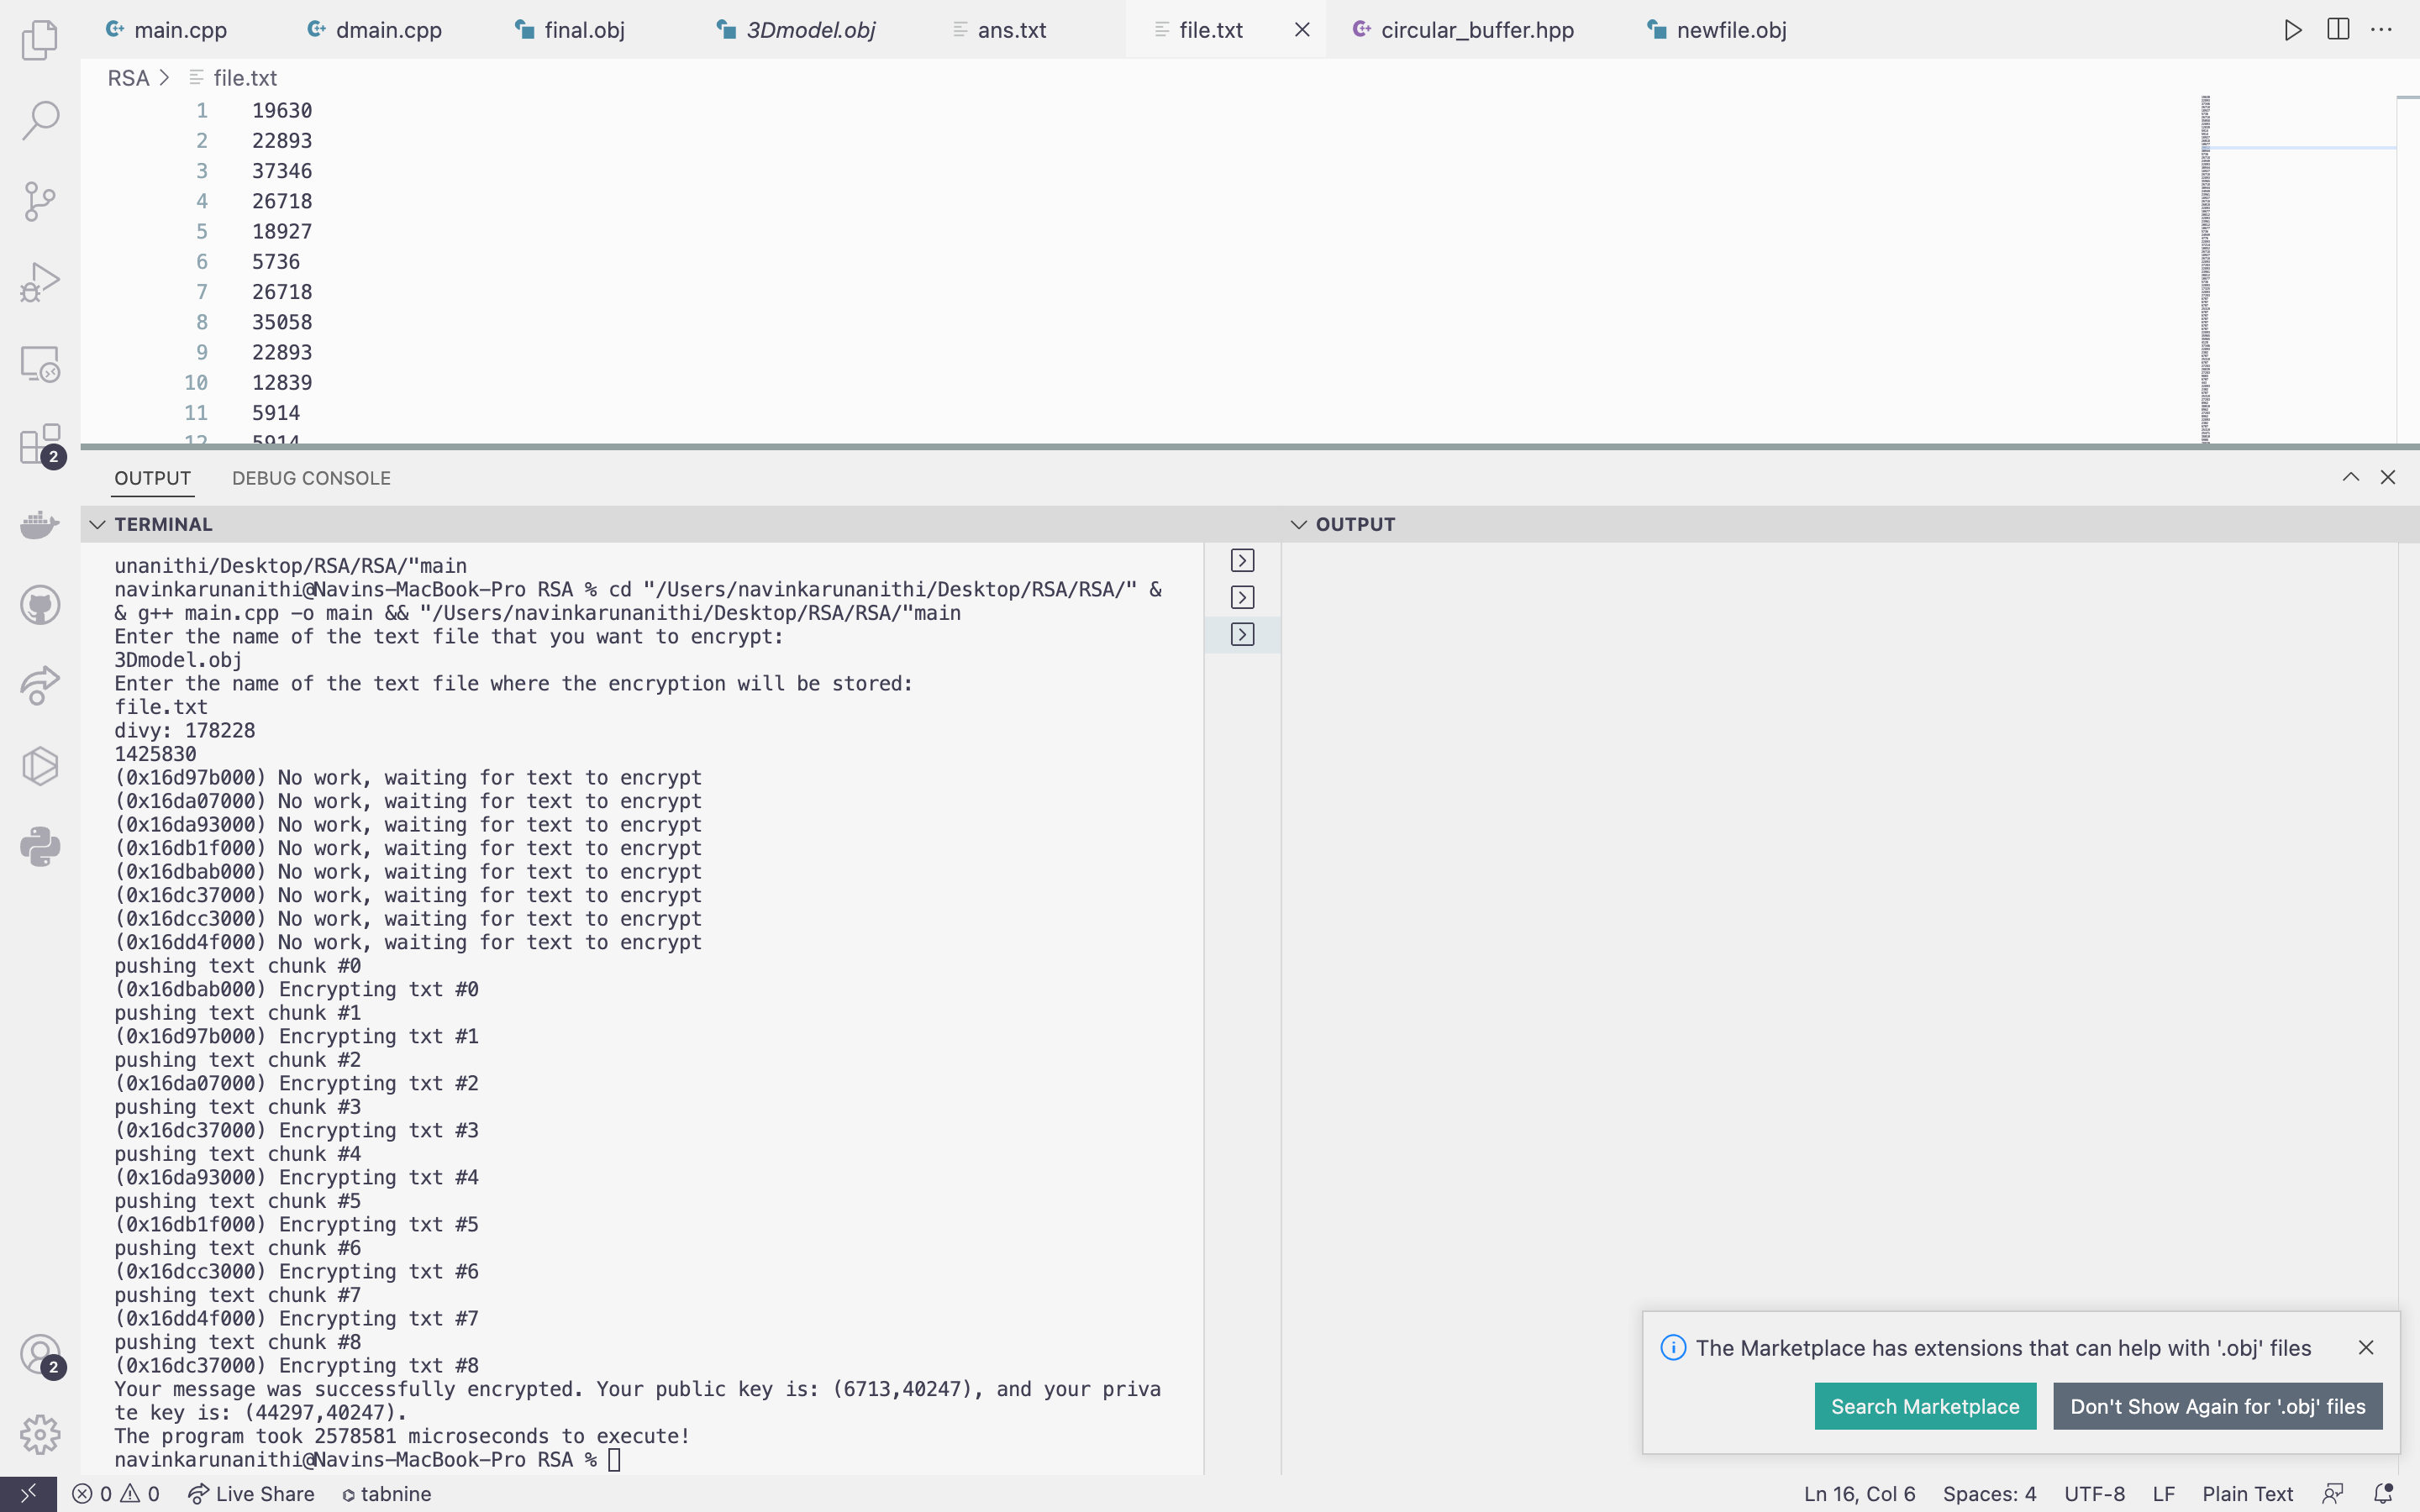 main.cpp dmain.cpp final.obj 3Dmodel.obj ans.txt file.txt circular_buffer.hpp newfile.obj
RSA > file.txt
1 19630
2 22893
3 37346
4 26718
5 18927
6 5736
7 26718
8 35058
9 22893
10 12839
11 5914
12 5914
2
OUTPUT DEBUG CONSOLE
TERMINAL
OUTPUT
unanithi/Desktop/RSA/RSA/"main
navinkarunanithi@Navins-MacBook-Pro RSA % cd "/Users/navinkarunanithi/Desktop/RSA/RSA/" &
& g++ main.cpp -o main && "/Users/navinkarunanithi/Desktop/RSA/RSA/"main
Enter the name of the text file that you want to encrypt:
3Dmodel.obj
Enter the name of the text file where the encryption will be stored:
file.txt
divy: 178228
1425830
(0x16d97b000) No work, waiting for text to encrypt
(0x16da07000) No work, waiting for text to encrypt
(0x16da93000) No work, waiting for text to encrypt
(0x16db1f000) No work, waiting for text to encrypt
(0x16dbab000) No work, waiting for text to encrypt
(0x16dc37000) No work, waiting for text to encrypt
(0x16dcc3000) No work, waiting for text to encrypt
(0x16dd4f000) No work, waiting for text to encrypt
pushing text chunk #0
(0x16dbab000) Encrypting txt #0
pushing text chunk #1
(0x16d97b000) Encrypting txt #1
pushing text chunk #2
(0x16da07000) Encrypting txt #2
pushing text chunk #3
(0x16dc37000) Encrypting txt #3
pushing text chunk #4
(0x16da93000) Encrypting txt #4
pushing text chunk #5
(0x16db1f000) Encrypting txt #5
pushing text chunk #6
(0x16dcc3000) Encrypting txt #6
pushing text chunk #7
(0x16dd4f000) Encrypting txt #7
pushing text chunk #8
(0x16dc37000) Encrypting txt #8
Your message was successfully encrypted. Your public key is: (6713,40247), and your priva
te key is: (44297,40247).
The program took 2578581 microseconds to execute!
navinkarunanithi@Navins-MacBook-Pro RSA %
The Marketplace has extensions that can help with '.obj' files
Search Marketplace Don't Show Again for '.obj' files
2
0 0 Live Share tabnine Ln 16, Col 6 Spaces: 4 UTF-8 LF Plain Text